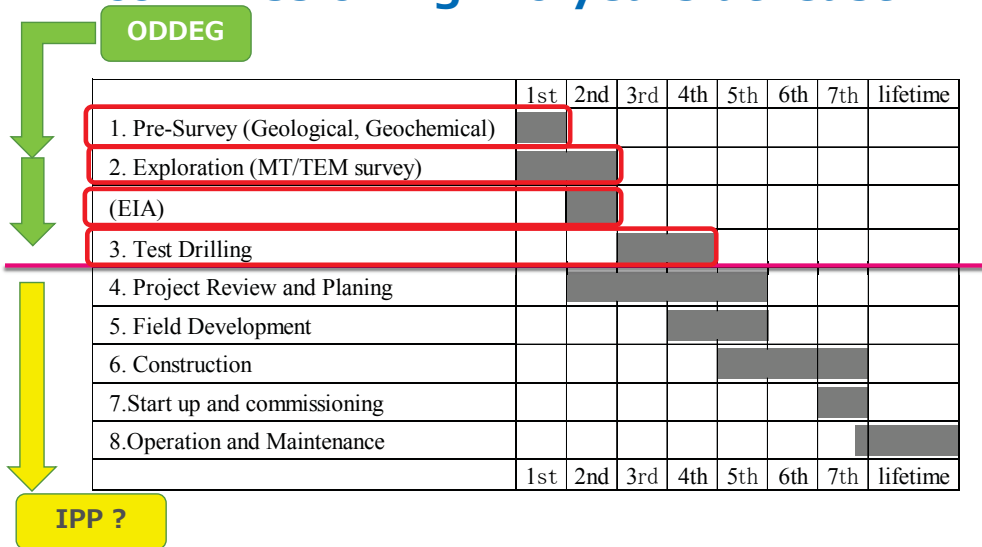 ODDEG
1st 2nd 3rd 4th 5th 6th 7th lifetime
1. Pre-Survey (Geological, Geochemical)
2. Exploration (MT/TEM survey)
(EIA)
3. Test Drilling
4. Project Review and Planing
5. Field Development
6. Construction
7.Start up and commissioning
8.Operation and Maintenance
1st 2nd 3rd 4th 5th 6th 7th lifetime
IPP ?